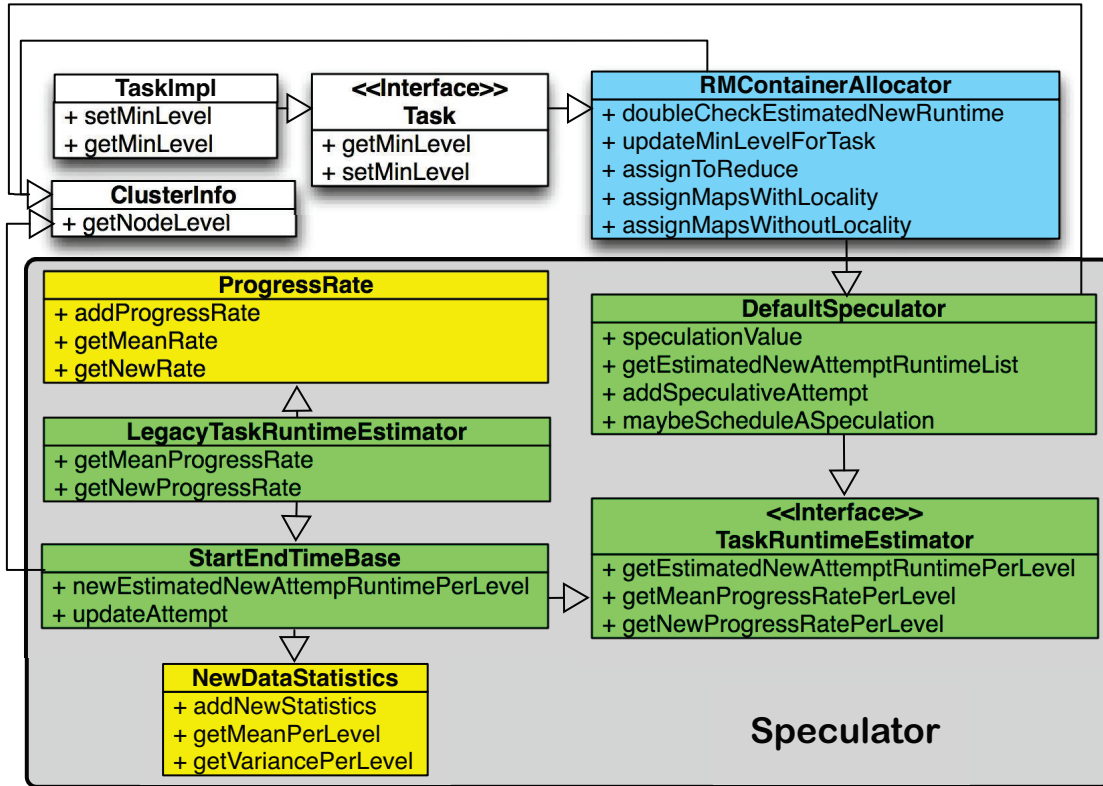 TaskImpl
+ setMinLevel
+ getMinLevel
<<Interface>>
Task
+ getMinLevel
+ setMinLevel
RMContainerAllocator
+ doubleCheckEstimatedNewRuntime
+ updateMinLevelForTask
+ assignToReduce
+ assignMapsWithLocality
+ assignMapsWithoutLocality
ClusterInfo
+ getNodeLevel
ProgressRate
+ addProgressRate
+ getMeanRate
+ getNewRate
DefaultSpeculator
+ speculationValue
+ getEstimatedNewAttemptRuntimeList
+ addSpeculativeAttempt
+ maybeScheduleASpeculation
LegacyTaskRuntimeEstimator
+ getMeanProgressRate
+ getNewProgressRate
<<Interface>>
TaskRuntimeEstimator
+ getEstimatedNewAttemptRuntimePerLevel
+ getMeanProgressRatePerLevel
+ getNewProgressRatePerLevel
StartEndTimeBase
+ newEstimatedNewAttempRuntimePerLevel
+ updateAttempt
NewDataStatistics
+ addNewStatistics
+ getMeanPerLevel
+ getVariancePerLevel
Speculator